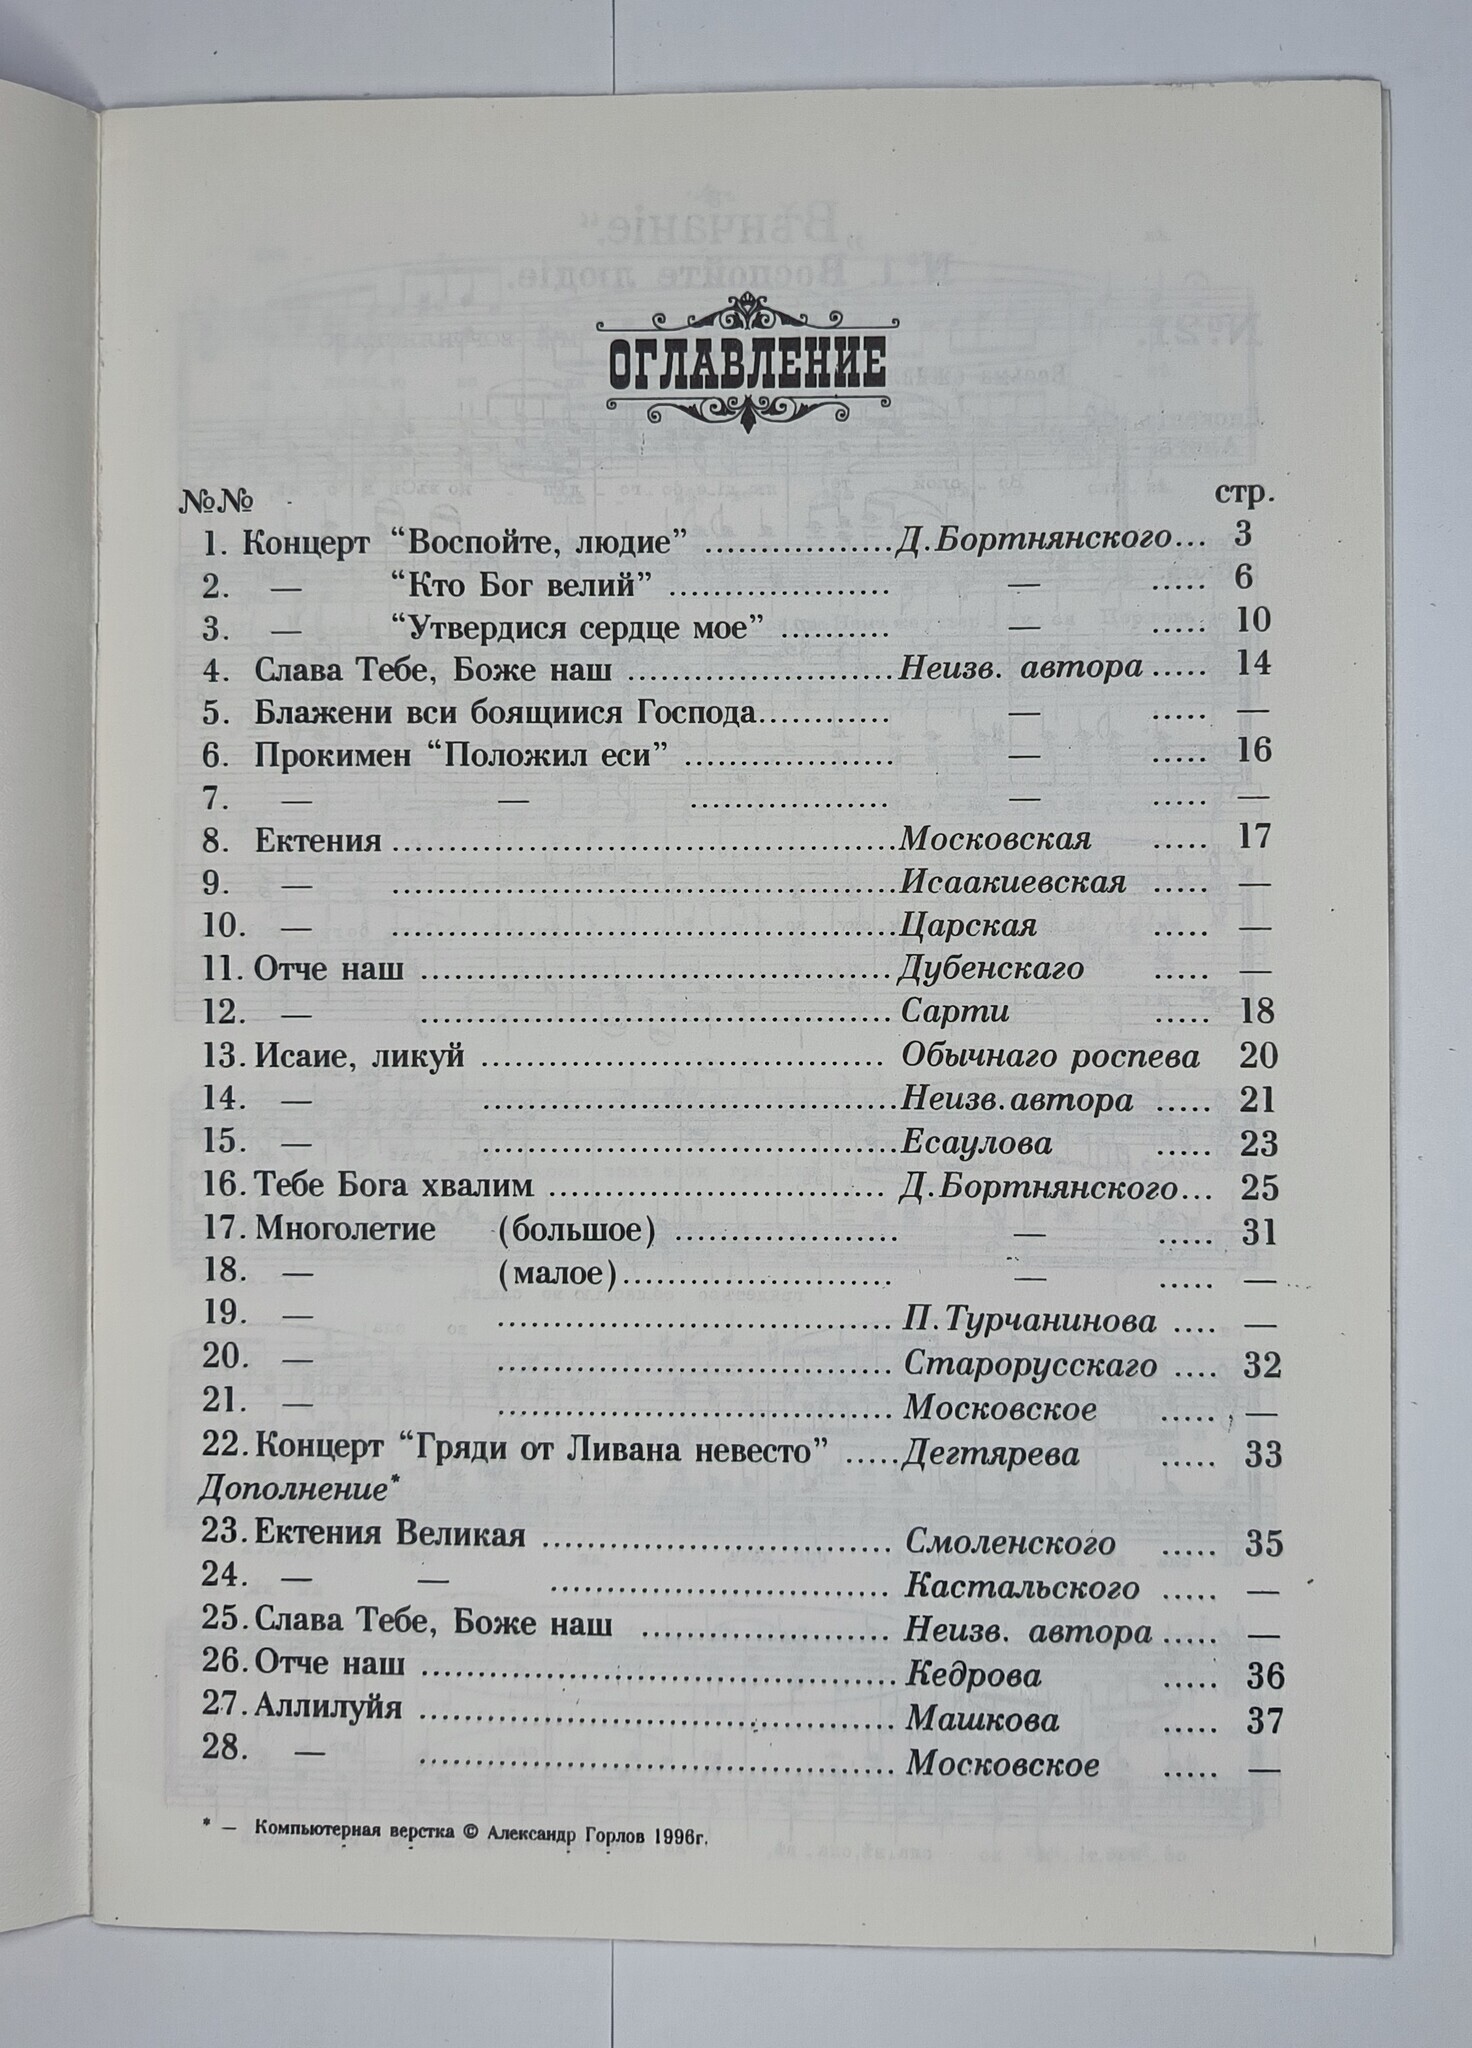 ОГЛАВЛЕНИЕ
№№ стр.
1. Концерт “Воспойте, людие” ................. Д.Бортнянского... 3
2. — “Кто Бог велий” .................... — ..... 6
3. — “Утвердися сердце мое” .......... — ..... 10
4. Слава Тебе, Боже наш ........................ Неизв. автора ..... 14
5. Блажени вси боящиися Господа............ — ..... —
6. Прокимен “Положил еси” ................... — ..... 16
7. — — .................. — ..... —
8. Ектения .............................................. Московская ..... 17
9. — .............................................. Исаакиевская ..... —
10. — .............................................. Царская ..... —
11. Отче наш ........................................... Дубенскаго ..... —
12. — ........................................... Сарти ..... 18
13. Исаие, ликуй ..................................... Обычнаго роспева 20
14. — ...................................... Неизв.автора ..... 21
15. — ...................................... Есаулова ..... 23
16. Тебе Бога хвалим ............................... Д.Бортнянского... 25
17. Многолетие (большое) .................... — ..... 31
18. — (малое)........................ — ..... —
19. — .................................... П.Турчанинова .... —
20. — .................................... Старорусскаго .... 32
21. — .................................... Московское ..... —
22. Концерт “Гряди от Ливана невесто” ..... Дегтярева ..... 33
Дополнение*
23. Ектения Великая ................................ Смоленского ..... 35
24. — — ............................... Кастальского ..... —
25. Слава Тебе, Боже наш ....................... Неизв. автора ..... —
26. Отче наш ........................................... Кедрова ..... 36
27. Аллилуйя ........................................... Машкова ..... 37
28. — ........................................... Московское ..... —
* — Компьютерная верстка © Александр Горлов 1996г.